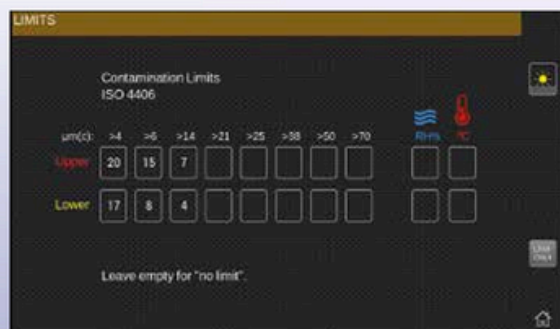 LIMITS
Contamination Limits
ISO 4406
µm(c): >4 >6 >14 >21 >25 >38 >50 >70 °C
Upper 20 15 7
Lower 17 8 4
Leave empty for "no limit".